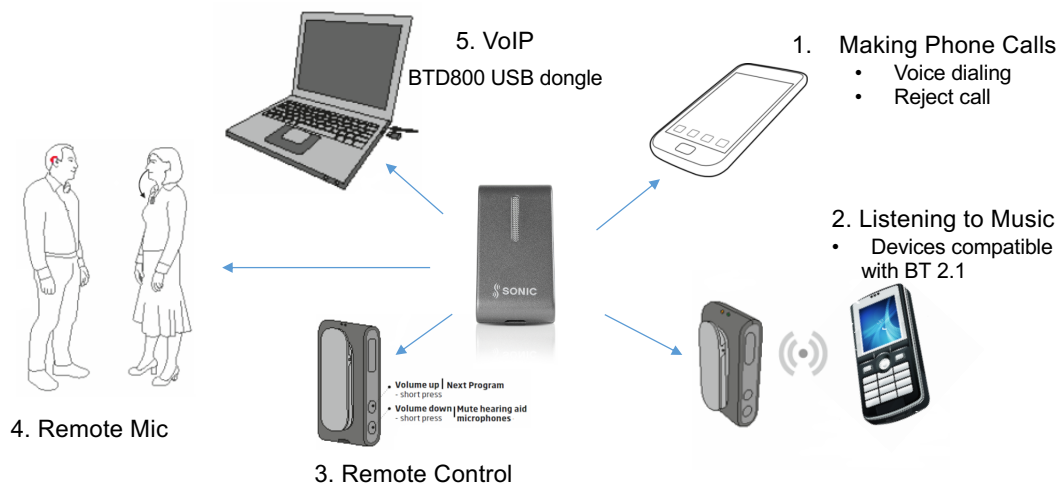 5. VoIP
BTD800 USB dongle
1. Making Phone Calls
• Voice dialing
• Reject call
2. Listening to Music
• Devices compatible
with BT 2.1
SONIC
• Volume up | Next Program
- short press
• Volume down | Mute hearing aid
- short press microphones
3. Remote Control
4. Remote Mic